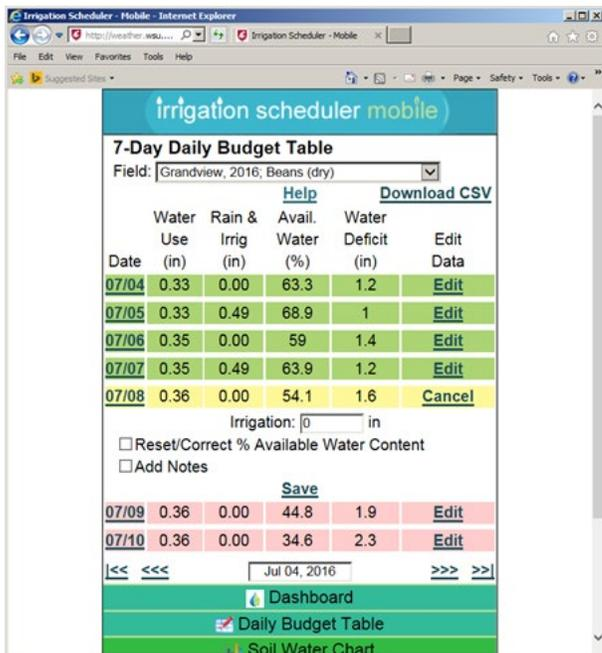 Irrigation Scheduler - Mobile - Internet Explorer
http://weather.wsu.... Irrigation Scheduler - Mobile
File Edit View Favorites Tools Help
Suggested Sites Page Safety Tools
irrigation scheduler mobile
7-Day Daily Budget Table
Field: Grandview, 2016; Beans (dry)
Help Download CSV
Water Rain & Avail. Water
Use Irrig Water Deficit Edit
Date (in) (in) (%) (in) Data
07/04 0.33 0.00 63.3 1.2 Edit
07/05 0.33 0.49 68.9 1 Edit
07/06 0.35 0.00 59 1.4 Edit
07/07 0.35 0.49 63.9 1.2 Edit
07/08 0.36 0.00 54.1 1.6 Cancel
Irrigation: 0 in
Reset/Correct % Available Water Content
Add Notes
Save
07/09 0.36 0.00 44.8 1.9 Edit
07/10 0.36 0.00 34.6 2.3 Edit
|<< <<< Jul 04, 2016 >>> >>|
Dashboard
Daily Budget Table
Soil Water Chart